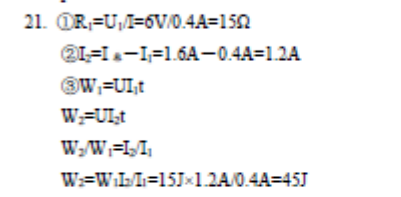 21. ①R₁=U₁/I=6V/0.4A=15Ω
②I₂=I 总－I₁=1.6A－0.4A=1.2A
③W₁=UI₁t
W₂=UI₂t
W₂/W₁=I₂/I₁
W₂=W₁I₂/I₁=15J×1.2A/0.4A=45J